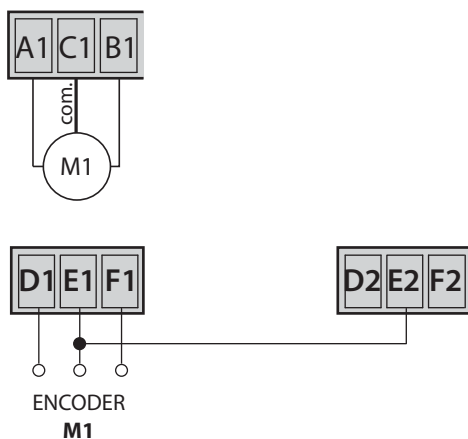 A1 C1 B1
com.
M1
D1 E1 F1
D2 E2 F2
ENCODER
M1